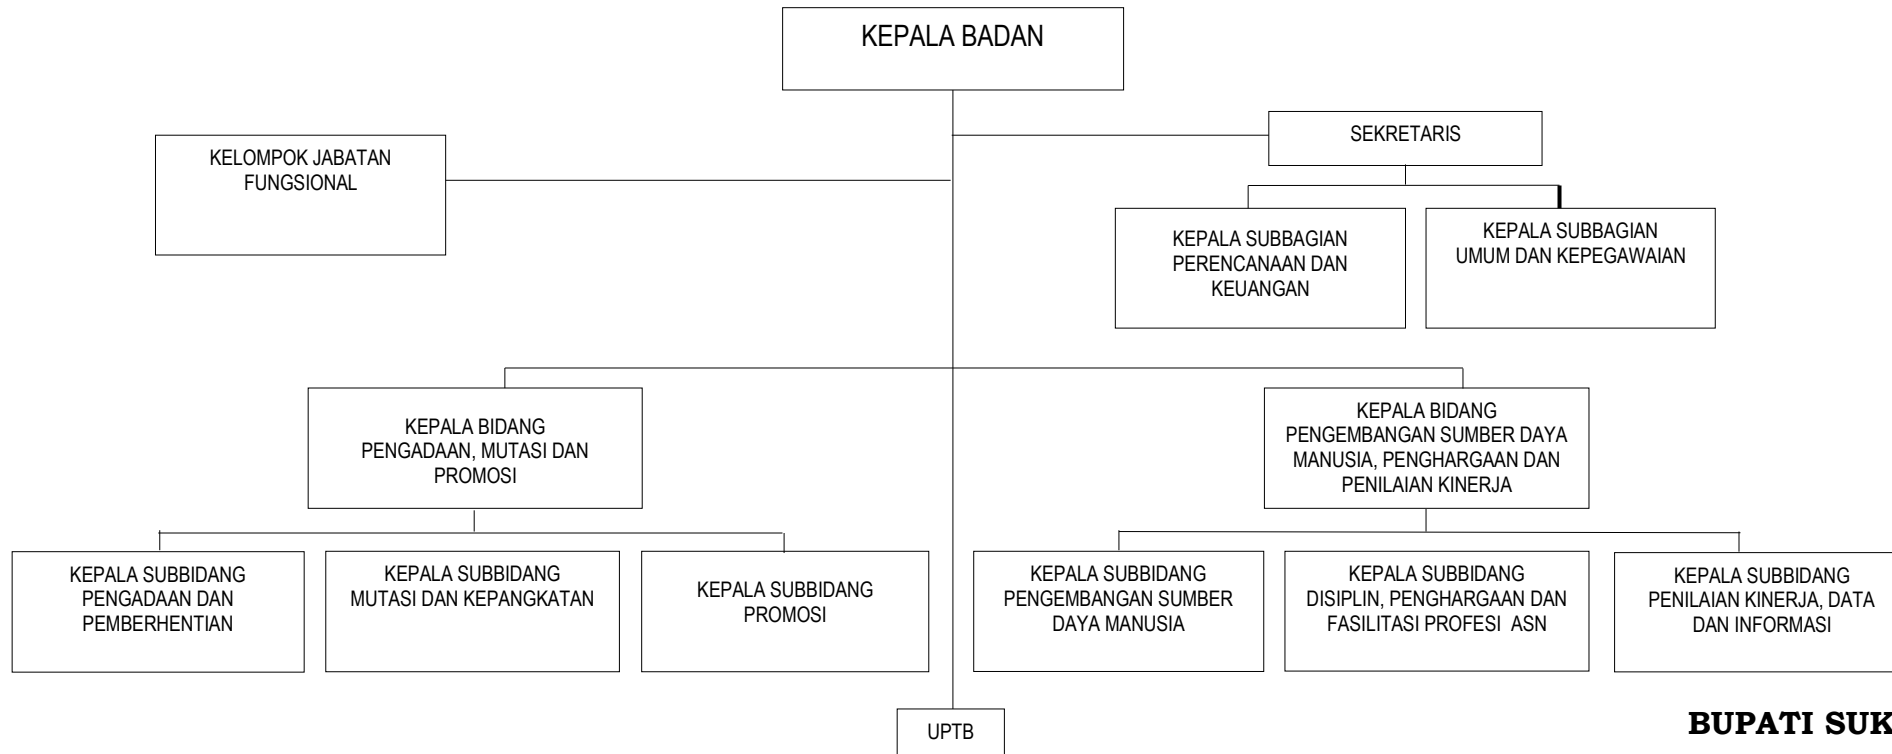 KEPALA BADAN
SEKRETARIS
KELOMPOK JABATAN
FUNGSIONAL
KEPALA SUBBAGIAN
PERENCANAAN DAN
KEUANGAN
KEPALA SUBBAGIAN
UMUM DAN KEPEGAWAIAN
KEPALA BIDANG
PENGADAAN, MUTASI DAN
PROMOSI
KEPALA BIDANG
PENGEMBANGAN SUMBER DAYA
MANUSIA, PENGHARGAAN DAN
PENILAIAN KINERJA
KEPALA SUBBIDANG
PENGADAAN DAN
PEMBERHENTIAN
KEPALA SUBBIDANG
MUTASI DAN KEPANGKATAN
KEPALA SUBBIDANG
PROMOSI
KEPALA SUBBIDANG
PENGEMBANGAN SUMBER
DAYA MANUSIA
KEPALA SUBBIDANG
DISIPLIN, PENGHARGAAN DAN
FASILITASI PROFESI ASN
KEPALA SUBBIDANG
PENILAIAN KINERJA, DATA
DAN INFORMASI
UPTB
BUPATI SUK